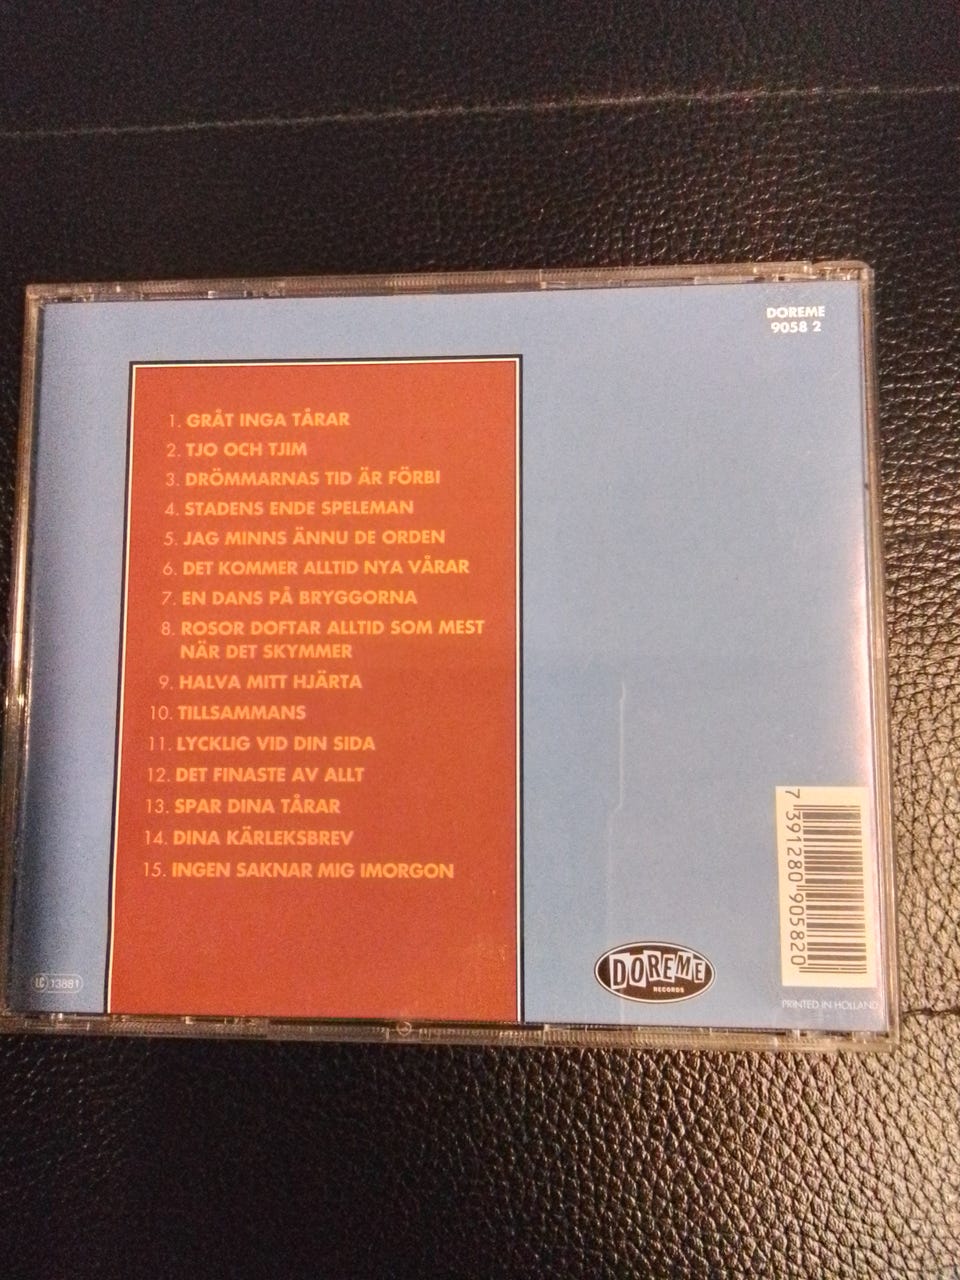 DOREME
9058 2
1. GRÅT INGA TÅRAR
2. TJO OCH TJIM
3. DRÖMMARNAS TID ÄR FÖRBI
4. STADENS ENDE SPELEMAN
5. JAG MINNS ÄNNU DE ORDEN
6. DET KOMMER ALLTID NYA VÅRAR
7. EN DANS PÅ BRYGGORNA
8. ROSOR DOFTAR ALLTID SOM MEST
NÄR DET SKYMMER
9. HALVA MITT HJÄRTA
10. TILLSAMMANS
11. LYCKLIG VID DIN SIDA
12. DET FINASTE AV ALLT
13. SPAR DINA TÅRAR
14. DINA KÄRLEKSBREV
15. INGEN SAKNAR MIG IMORGON
7 391280 905820
LC 13881
DOREME
RECORDS
PRINTED IN HOLLAND